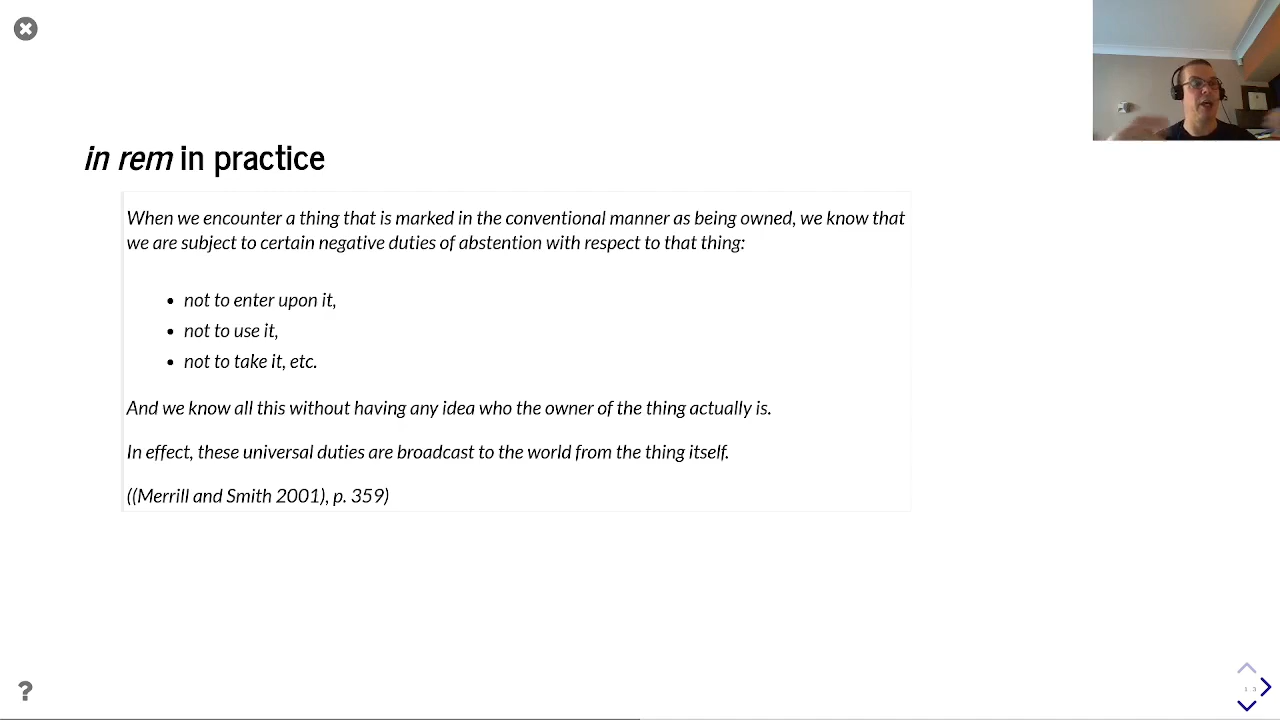 in rem in practice
When we encounter a thing that is marked in the conventional manner as being owned, we know that
we are subject to certain negative duties of abstention with respect to that thing:
• not to enter upon it,
• not to use it,
• not to take it, etc.
And we know all this without having any idea who the owner of the thing actually is.
In effect, these universal duties are broadcast to the world from the thing itself.
((Merrill and Smith 2001), p. 359)
?